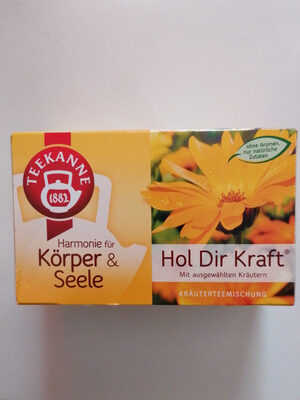 TEEKANNE
1882
Harmonie für
Körper &
Seele
ohne Aromen,
nur natürliche
Zutaten
Hol Dir Kraft®
Mit ausgewählten Kräutern
KRÄUTERTEEMISCHUNG